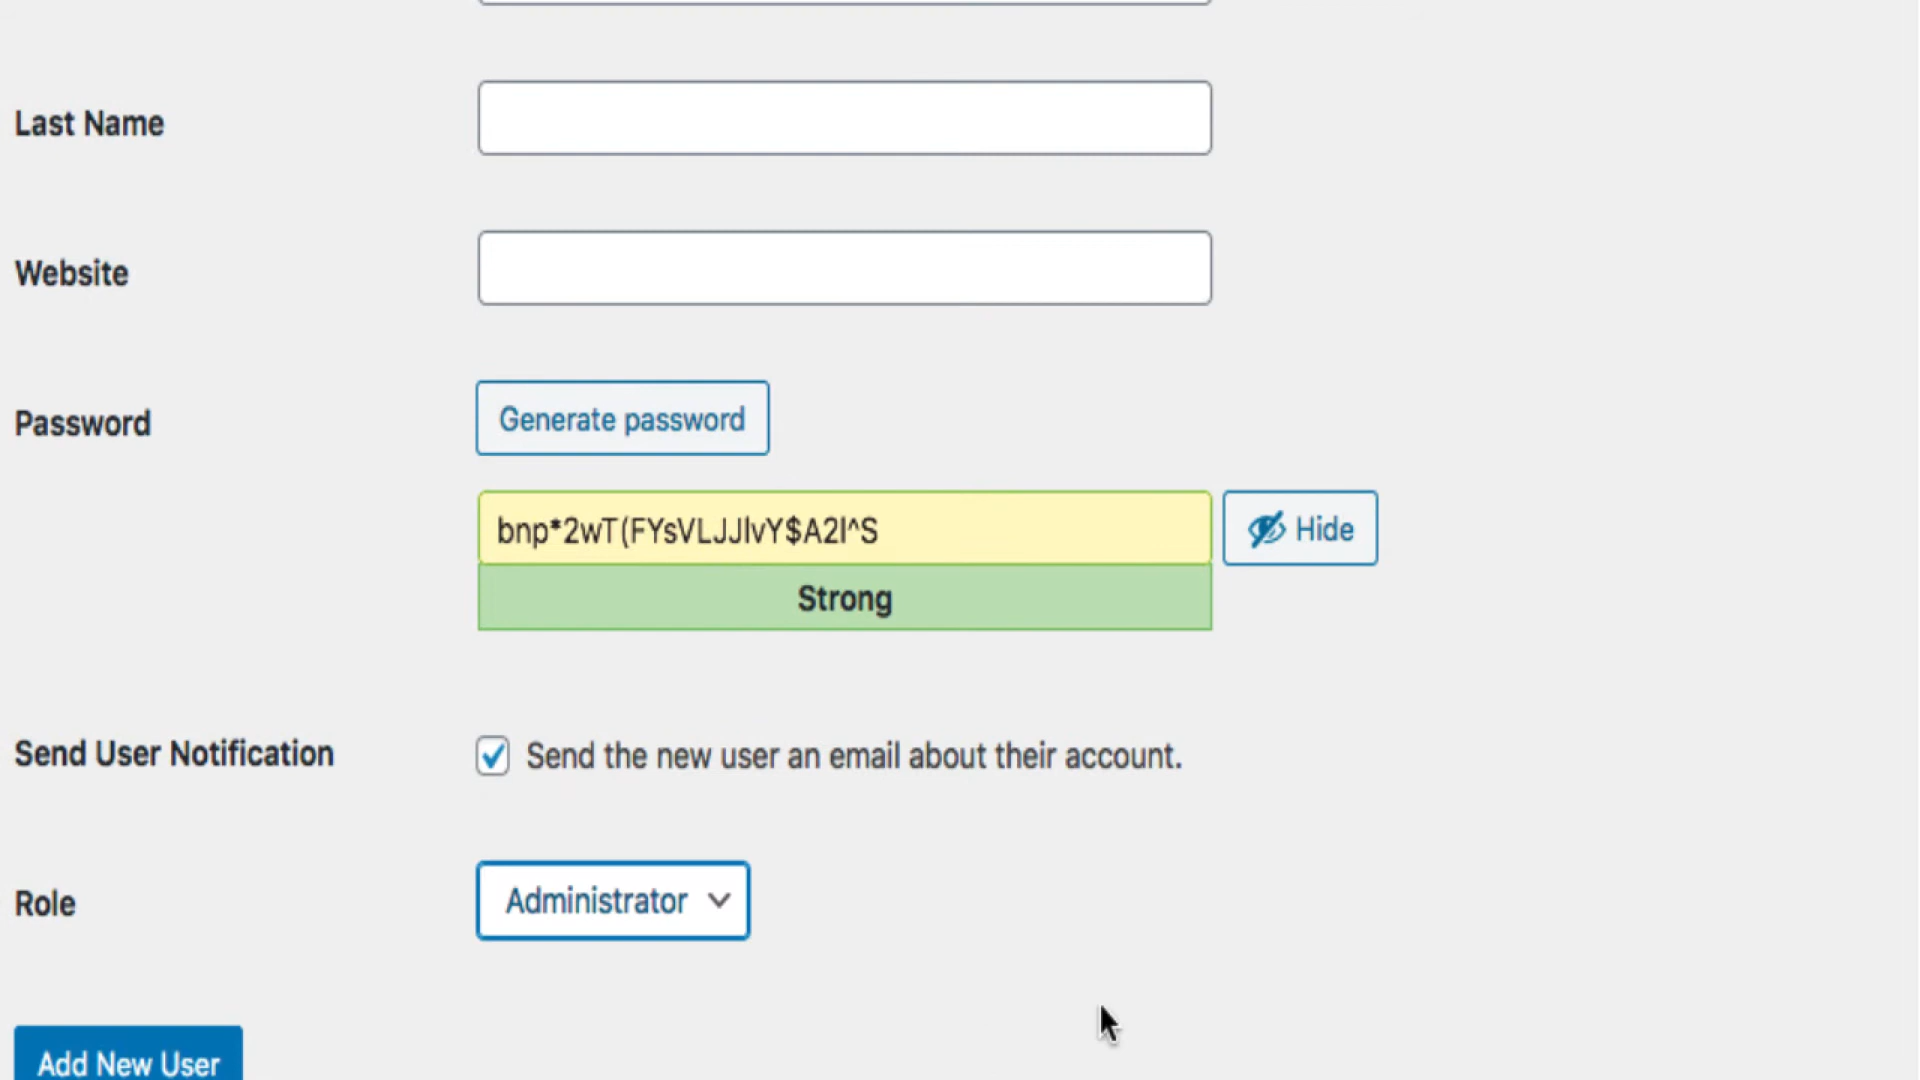 Last Name
Website
Password
Generate password
bnp*2wT(FYsVLJJlvY$A2l^S
Hide
Strong
Send User Notification
Send the new user an email about their account.
Role
Administrator
Add New User